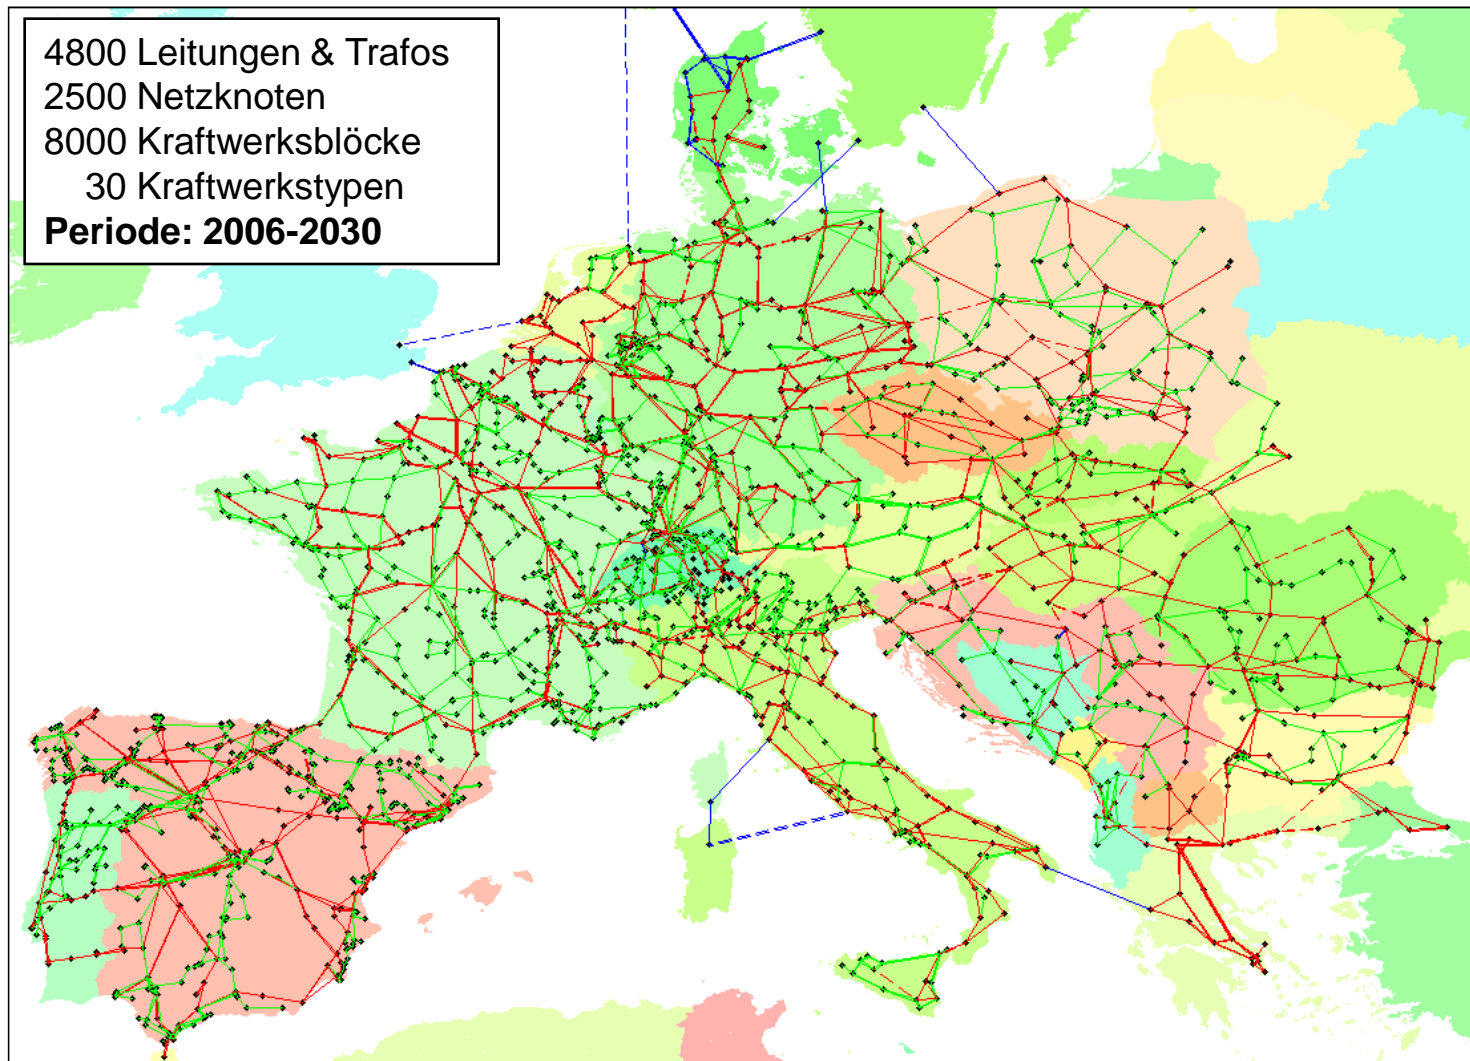 4800 Leitungen & Trafos
2500 Netzknoten
8000 Kraftwerksblöcke
30 Kraftwerkstypen
Periode: 2006-2030